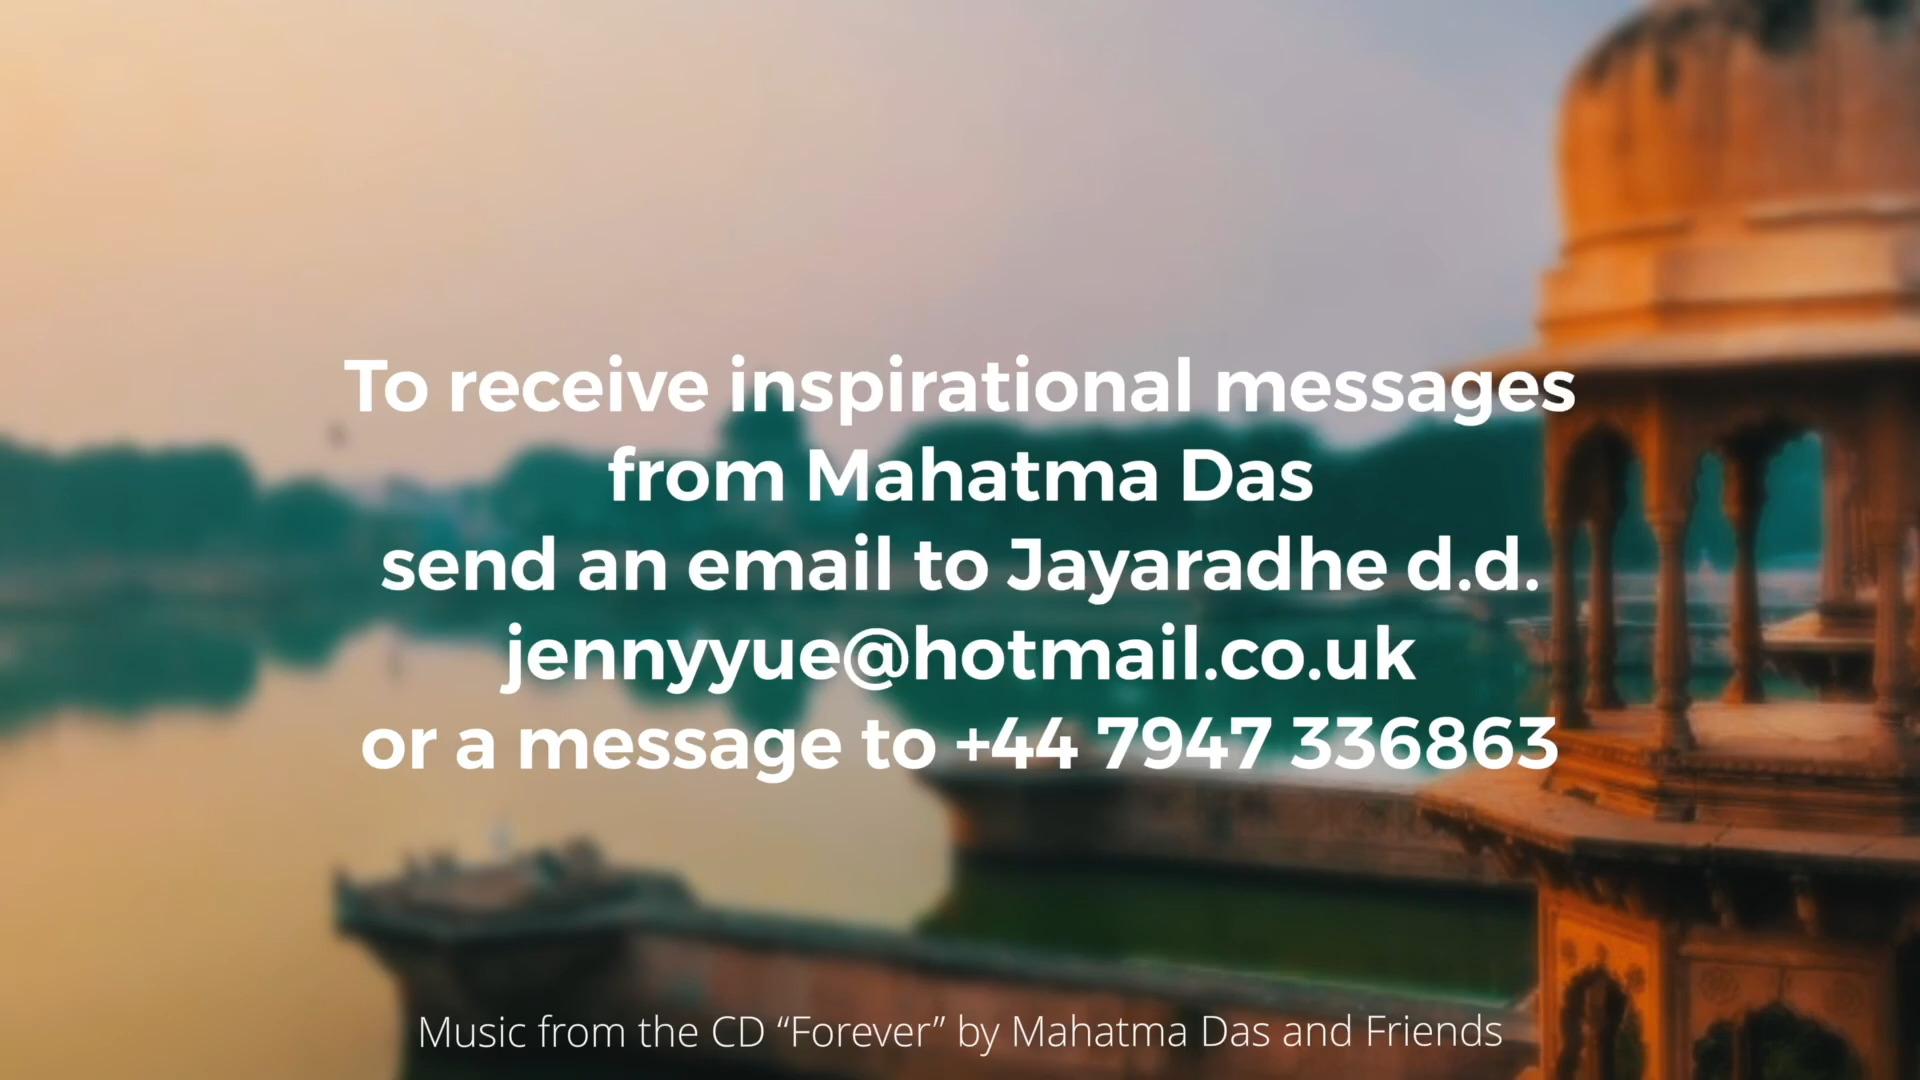 To receive inspirational messages
from Mahatma Das
send an email to Jayaradhe d.d.
jennyyue@hotmail.co.uk
or a message to +44 7947 336863
Music from the CD “Forever” by Mahatma Das and Friends